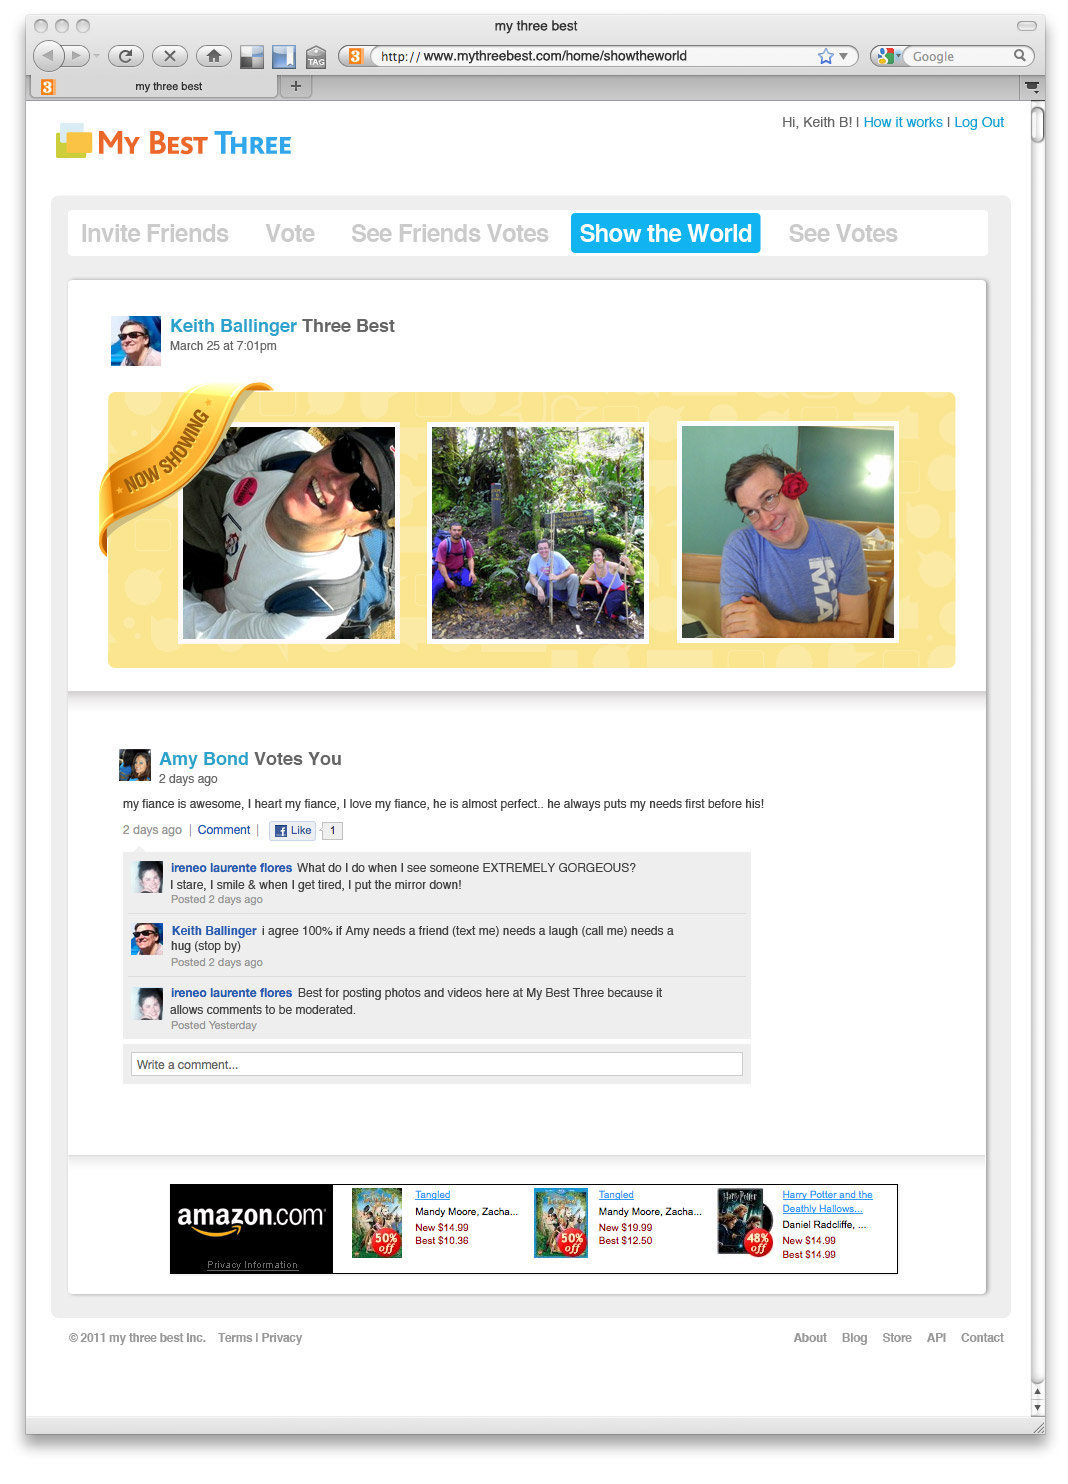 my three best
TAG
3
http://www.mythreebest.com/home/showtheworld
Google
3
my three best
+
Hi, Keith B! | How it works | Log Out
MY BEST THREE
Invite Friends Vote See Friends Votes Show the World See Votes
Keith Ballinger Three Best
March 25 at 7:01pm
NOW SHOWING
KMA
Amy Bond Votes You
2 days ago
my fiance is awesome, I heart my fiance, I love my fiance, he is almost perfect.. he always puts my needs first before his!
2 days ago | Comment | Like 1
ireneo laurente flores What do I do when I see someone EXTREMELY GORGEOUS?
I stare, I smile & when I get tired, I put the mirror down!
Posted 2 days ago
Keith Ballinger i agree 100% if Amy needs a friend (text me) needs a laugh (call me) needs a
hug (stop by)
Posted 2 days ago
ireneo laurente flores Best for posting photos and videos here at My Best Three because it
allows comments to be moderated.
Posted Yesterday
Write a comment...
amazon.com
Privacy Information
50%
off
Tangled
Mandy Moore, Zacha...
New $14.99
Best $10.36
50%
off
Tangled
Mandy Moore, Zacha...
New $19.99
Best $12.50
Harry Potter
48%
off
Harry Potter and the
Deathly Hallows...
Daniel Radcliffe, ...
New $14.99
Best $14.99
© 2011 my three best Inc. Terms | Privacy
About Blog Store API Contact